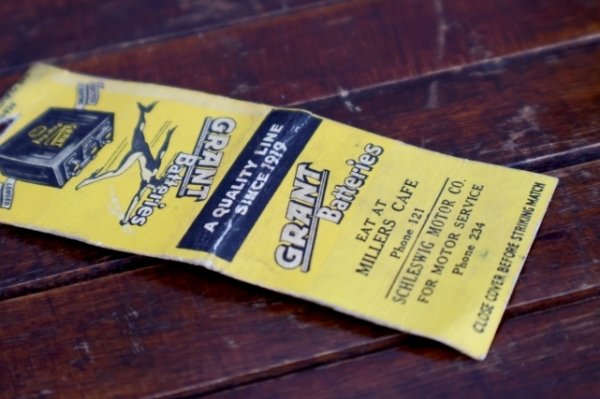 GRANT
Batteries
A QUALITY LINE
SINCE 1919
GRANT
Batteries
EAT AT
MILLERS CAFE
Phone 121
SCHLESWIG MOTOR CO.
FOR MOTOR SERVICE
Phone 234
CLOSE COVER BEFORE STRIKING MATCH